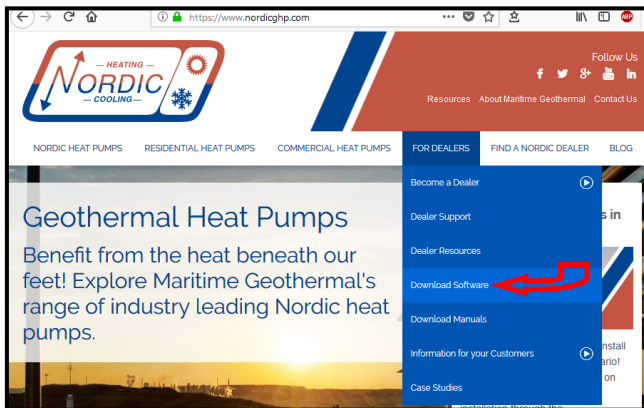 https://www.nordicghp.com
ABP
HEATING
NORDIC
COOLING
Follow Us
Resources About Maritime Geothermal Contact Us
NORDIC HEAT PUMPS RESIDENTIAL HEAT PUMPS COMMERCIAL HEAT PUMPS FOR DEALERS FIND A NORDIC DEALER BLOG
Become a Dealer
Dealer Support
Dealer Resources
Download Software
Download Manuals
Information for your Customers
Case Studies
Geothermal Heat Pumps
Benefit from the heat beneath our
feet! Explore Maritime Geothermal's
range of industry leading Nordic heat
pumps.
s in
nstall
ario!
on